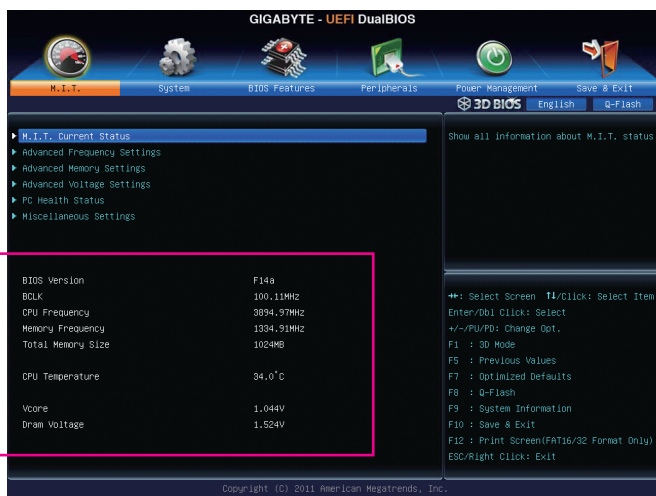 GIGABYTE - UEFI DualBIOS
M.I.T.
System
BIOS Features
Peripherals
Power Management
Save & Exit
3D BIOS
English
Q-Flash
M.I.T. Current Status
Advanced Frequency Settings
Advanced Memory Settings
Advanced Voltage Settings
PC Health Status
Miscellaneous Settings
Show all information about M.I.T. status
BIOS Version F14a
BCLK 100.11MHz
CPU Frequency 3894.97MHz
Memory Frequency 1334.91MHz
Total Memory Size 1024MB
CPU Temperature 34.0°C
Vcore 1.044V
Dram Voltage 1.524V
→←: Select Screen ↑↓/Click: Select Item
Enter/Dbl Click: Select
+/-/PU/PD: Change Opt.
F1 : 3D Mode
F5 : Previous Values
F7 : Optimized Defaults
F8 : Q-Flash
F9 : System Information
F10 : Save & Exit
F12 : Print Screen(FAT16/32 Format Only)
ESC/Right Click: Exit
Copyright (C) 2011 American Megatrends, Inc.